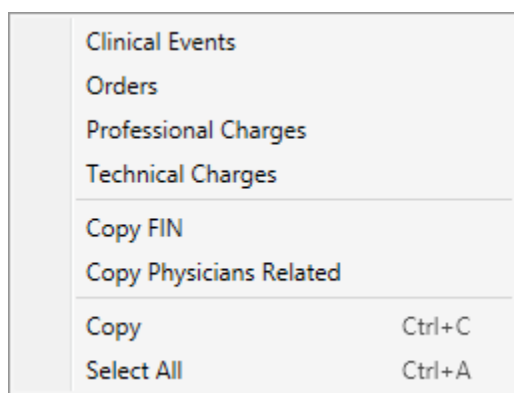 Clinical Events
Orders
Professional Charges
Technical Charges
Copy FIN
Copy Physicians Related
Copy Ctrl+C
Select All Ctrl+A